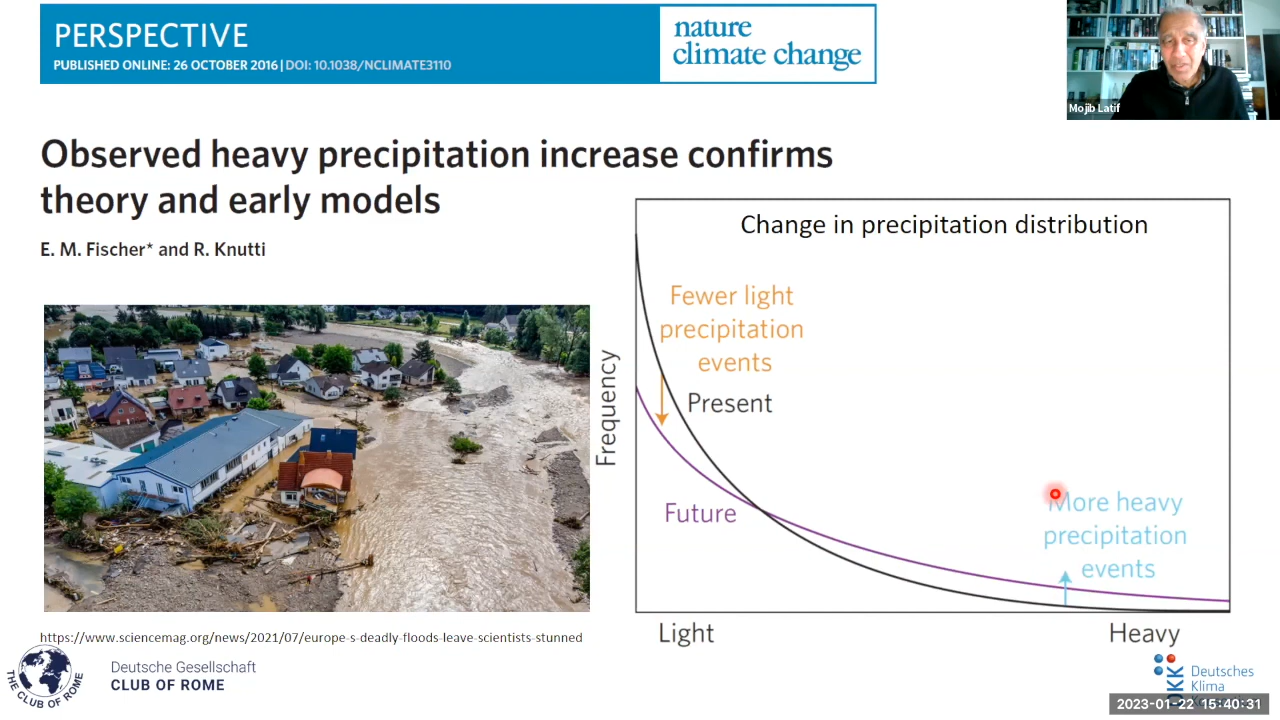 PERSPECTIVE
PUBLISHED ONLINE: 26 OCTOBER 2016 | DOI: 10.1038/NCLIMATE3110
nature
climate change
Mojib Latif
Observed heavy precipitation increase confirms
theory and early models
E. M. Fischer* and R. Knutti
Change in precipitation distribution
Fewer light
precipitation
events
Present
Frequency
Future
More heavy
precipitation
events
Light
Heavy
https://www.sciencemag.org/news/2021/07/europe-s-deadly-floods-leave-scientists-stunned
THE CLUB OF ROME
Deutsche Gesellschaft
CLUB OF ROME
DKK
Deutsches
Klima
2023-01-22 15:40:31